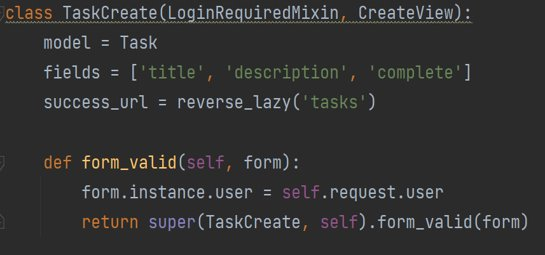 class TaskCreate(LoginRequiredMixin, CreateView):
    model = Task
    fields = ['title', 'description', 'complete']
    success_url = reverse_lazy('tasks')

    def form_valid(self, form):
        form.instance.user = self.request.user
        return super(TaskCreate, self).form_valid(form)